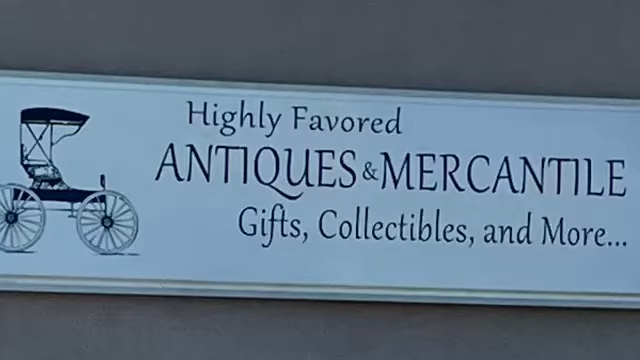 Highly Favored
ANTIQUES & MERCANTILE
Gifts, Collectibles, and More...